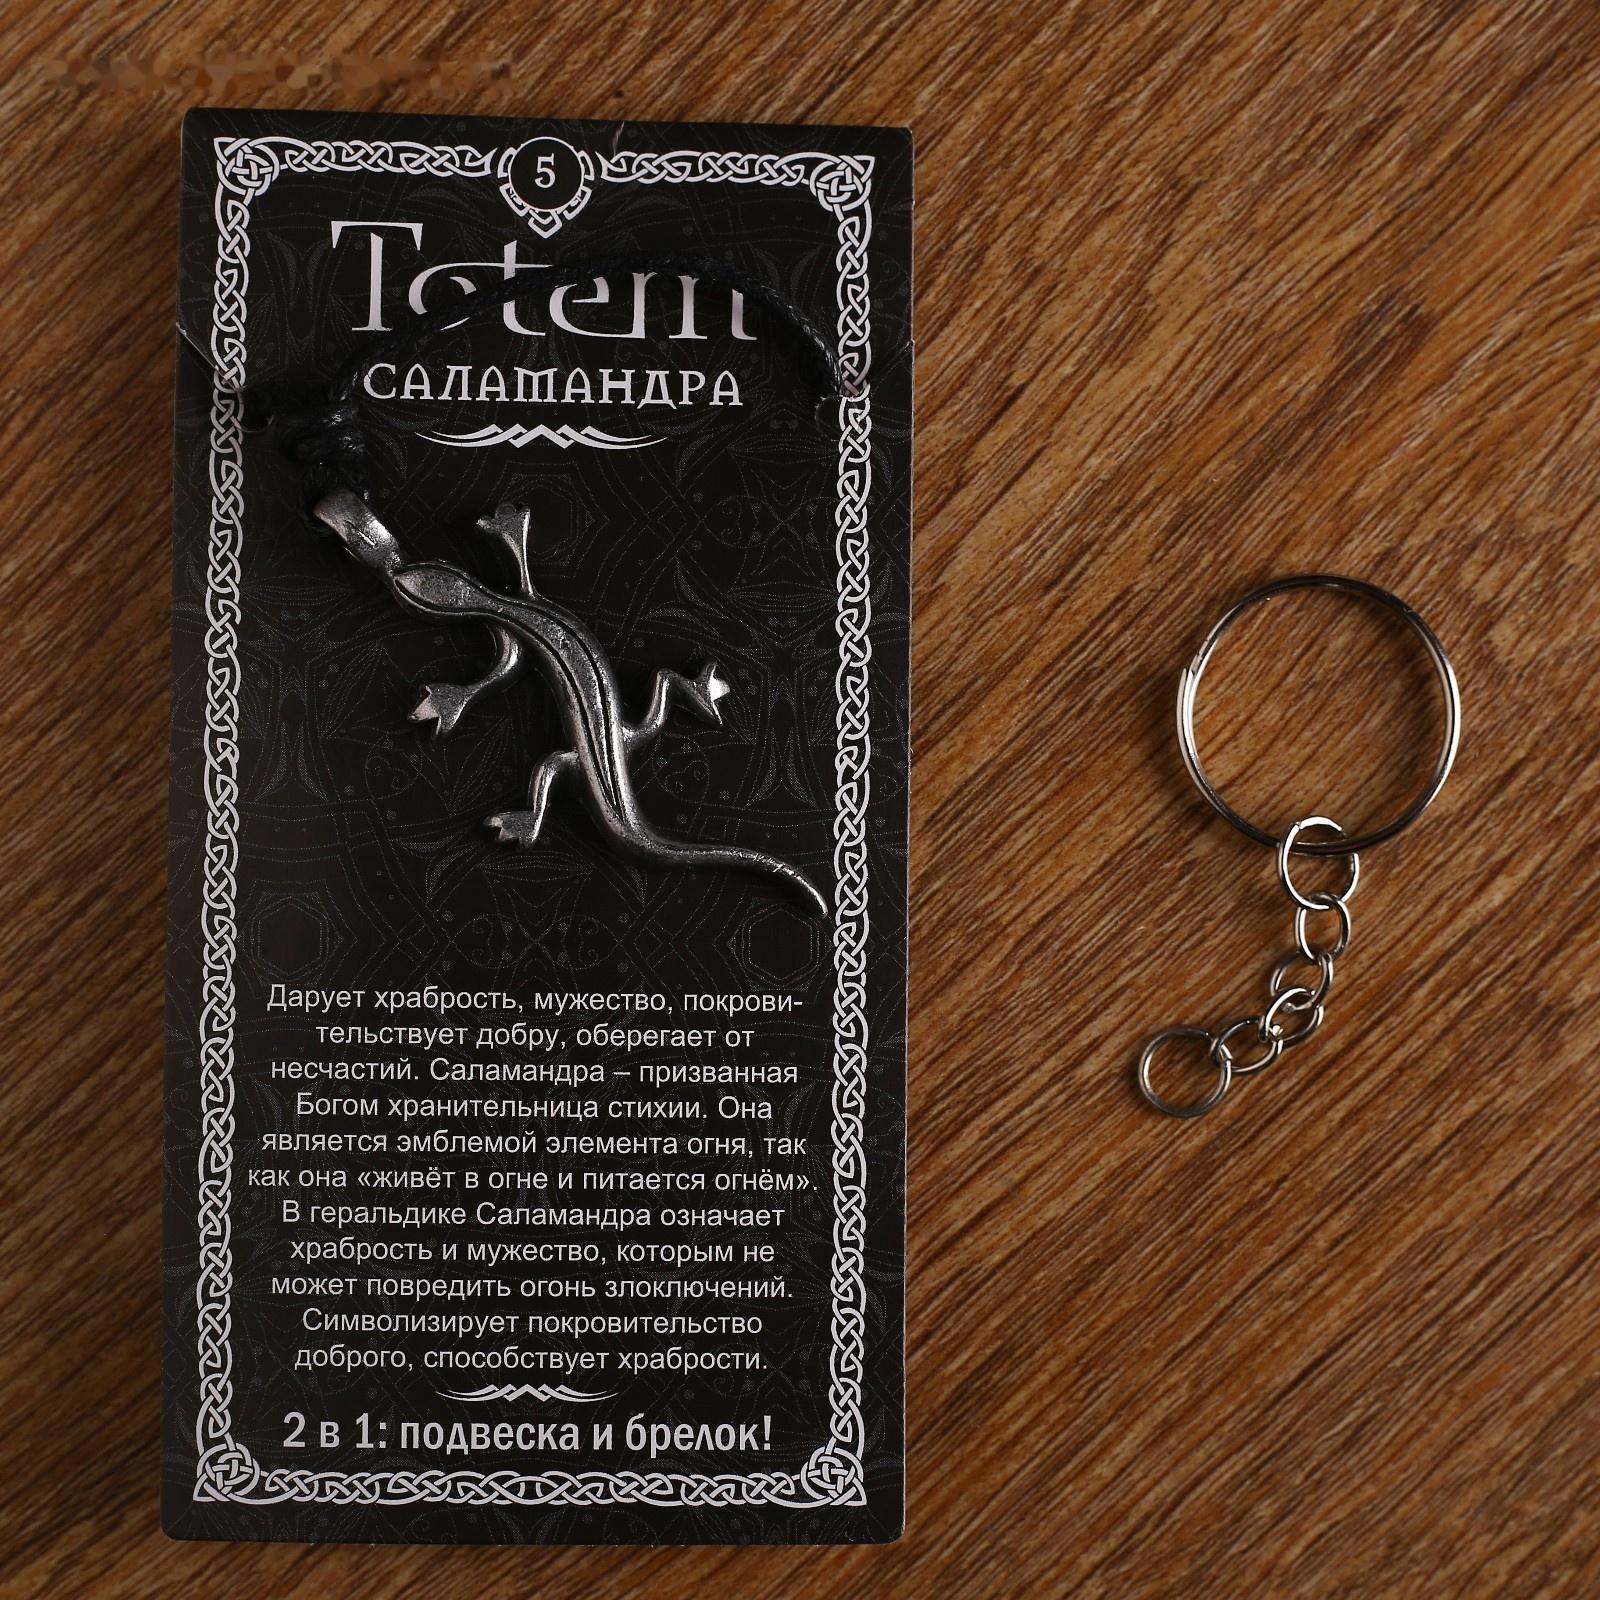 5
Totem
САЛАМАНДРА
Дарует храбрость, мужество, покрови-
тельствует добру, оберегает от
несчастий. Саламандра – призванная
Богом хранительница стихии. Она
является эмблемой элемента огня, так
как она «живёт в огне и питается огнём».
В геральдике Саламандра означает
храбрость и мужество, которым не
может повредить огонь злоключений.
Символизирует покровительство
доброго, способствует храбрости.
2 в 1: подвеска и брелок!